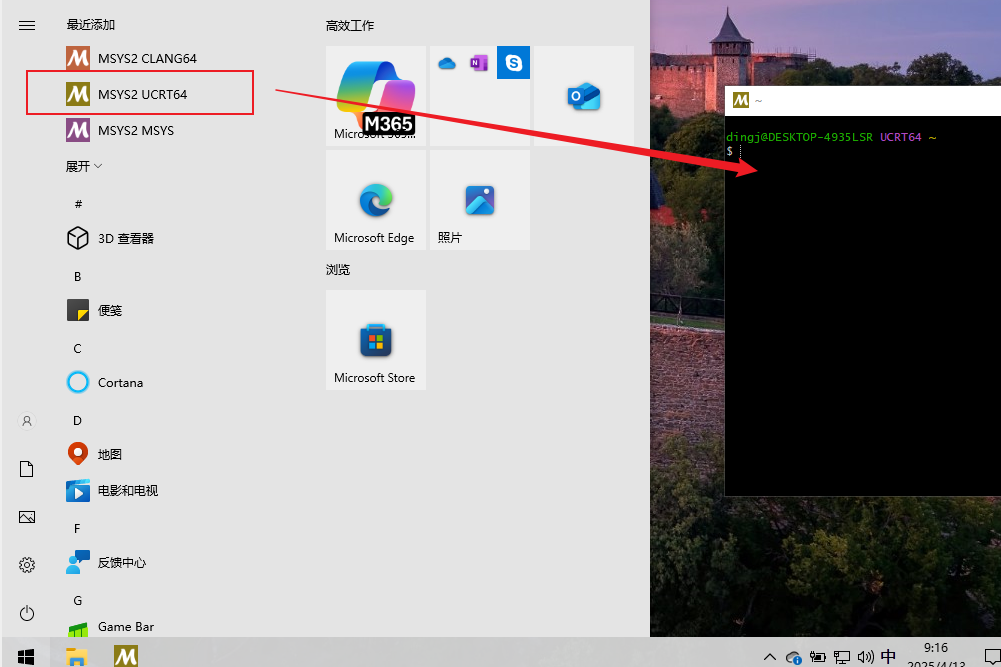 最近添加
MSYS2 CLANG64
MSYS2 UCRT64
MSYS2 MSYS
展开
#
3D 查看器
B
便笺
C
Cortana
D
地图
电影和电视
F
反馈中心
G
Game Bar
高效工作
M365
Microsoft 365...
Microsoft Edge
照片
浏览
Microsoft Store
~
dingj@DESKTOP-4935LSR UCRT64 ~
$
中
9:16
2025/4/13